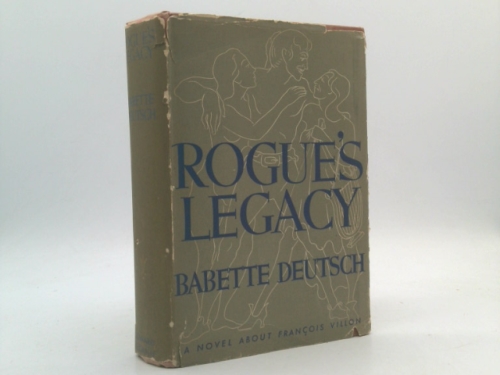 ROGUE'S
LEGACY
BABETTE DEUTSCH
A NOVEL ABOUT FRANÇOIS VILLON